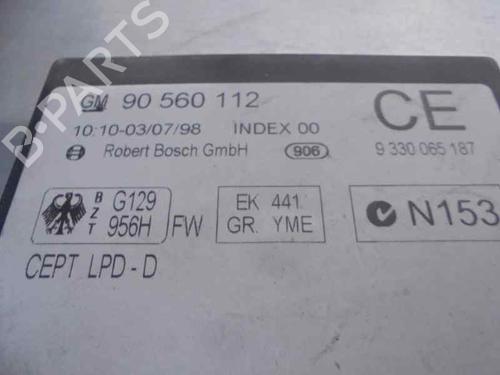 GM 90 560 112
CE
10:10-03/07/98 INDEX 00
Robert Bosch GmbH 906 9 330 065 187
BZT G129 956H FW
EK 441
GR. YME
N153
CEPT LPD-D
B-PARTS